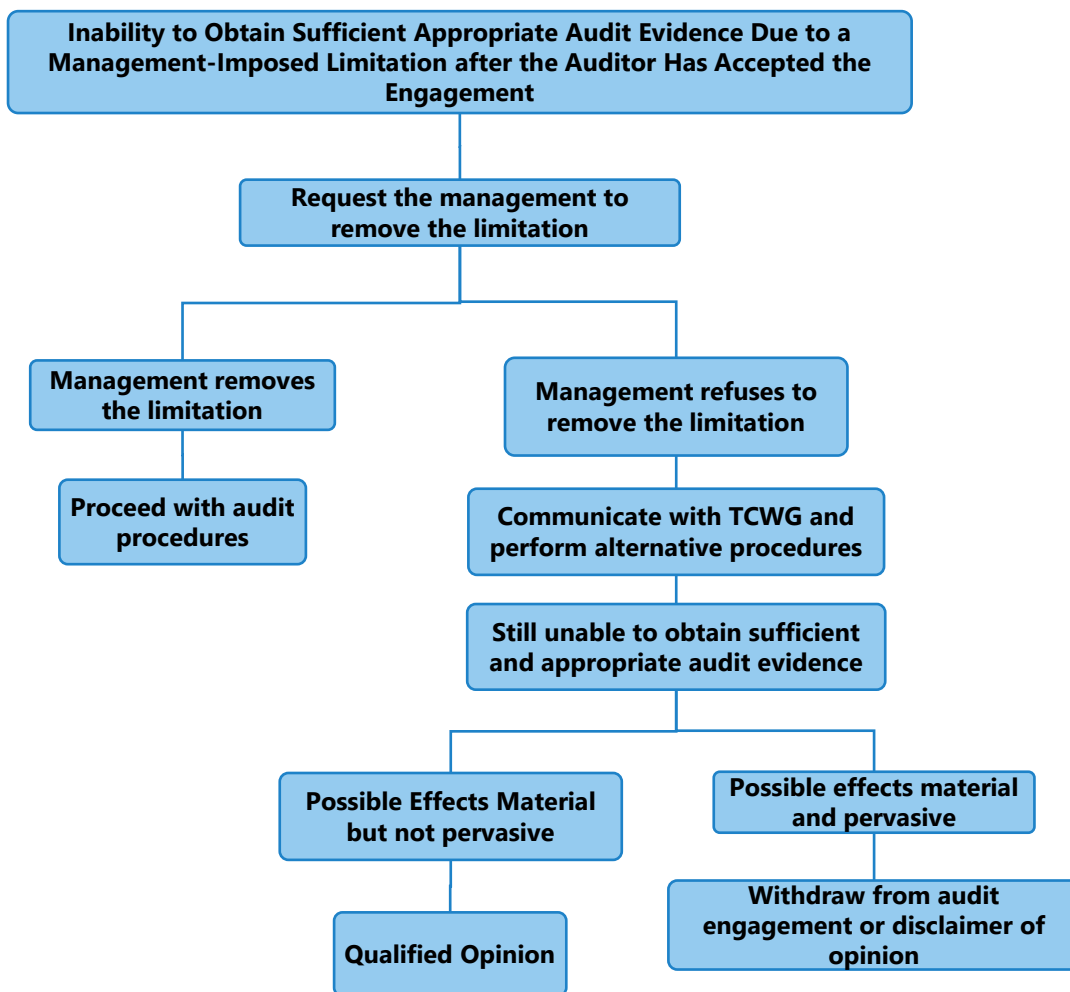 Inability to Obtain Sufficient Appropriate Audit Evidence Due to a
Management-Imposed Limitation after the Auditor Has Accepted the
Engagement
Request the management to
remove the limitation
Management removes
the limitation
Management refuses to
remove the limitation
Proceed with audit
procedures
Communicate with TCWG and
perform alternative procedures
Still unable to obtain sufficient
and appropriate audit evidence
Possible Effects Material
but not pervasive
Possible effects material
and pervasive
Qualified Opinion
Withdraw from audit
engagement or disclaimer of
opinion